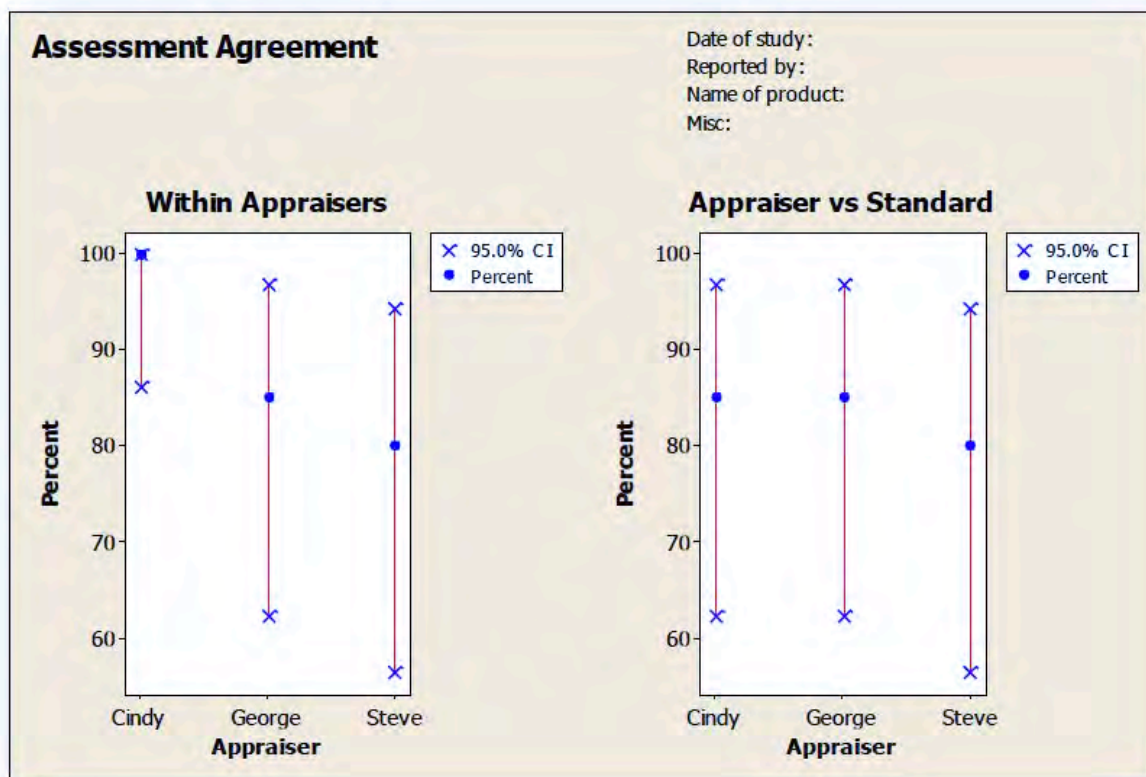 Assessment Agreement
Date of study:
Reported by:
Name of product:
Misc:
Within Appraisers
100
90
80
70
60
Percent
Cindy George Steve
Appraiser
95.0% CI
Percent
Appraiser vs Standard
100
90
80
70
60
Percent
Cindy George Steve
Appraiser
95.0% CI
Percent